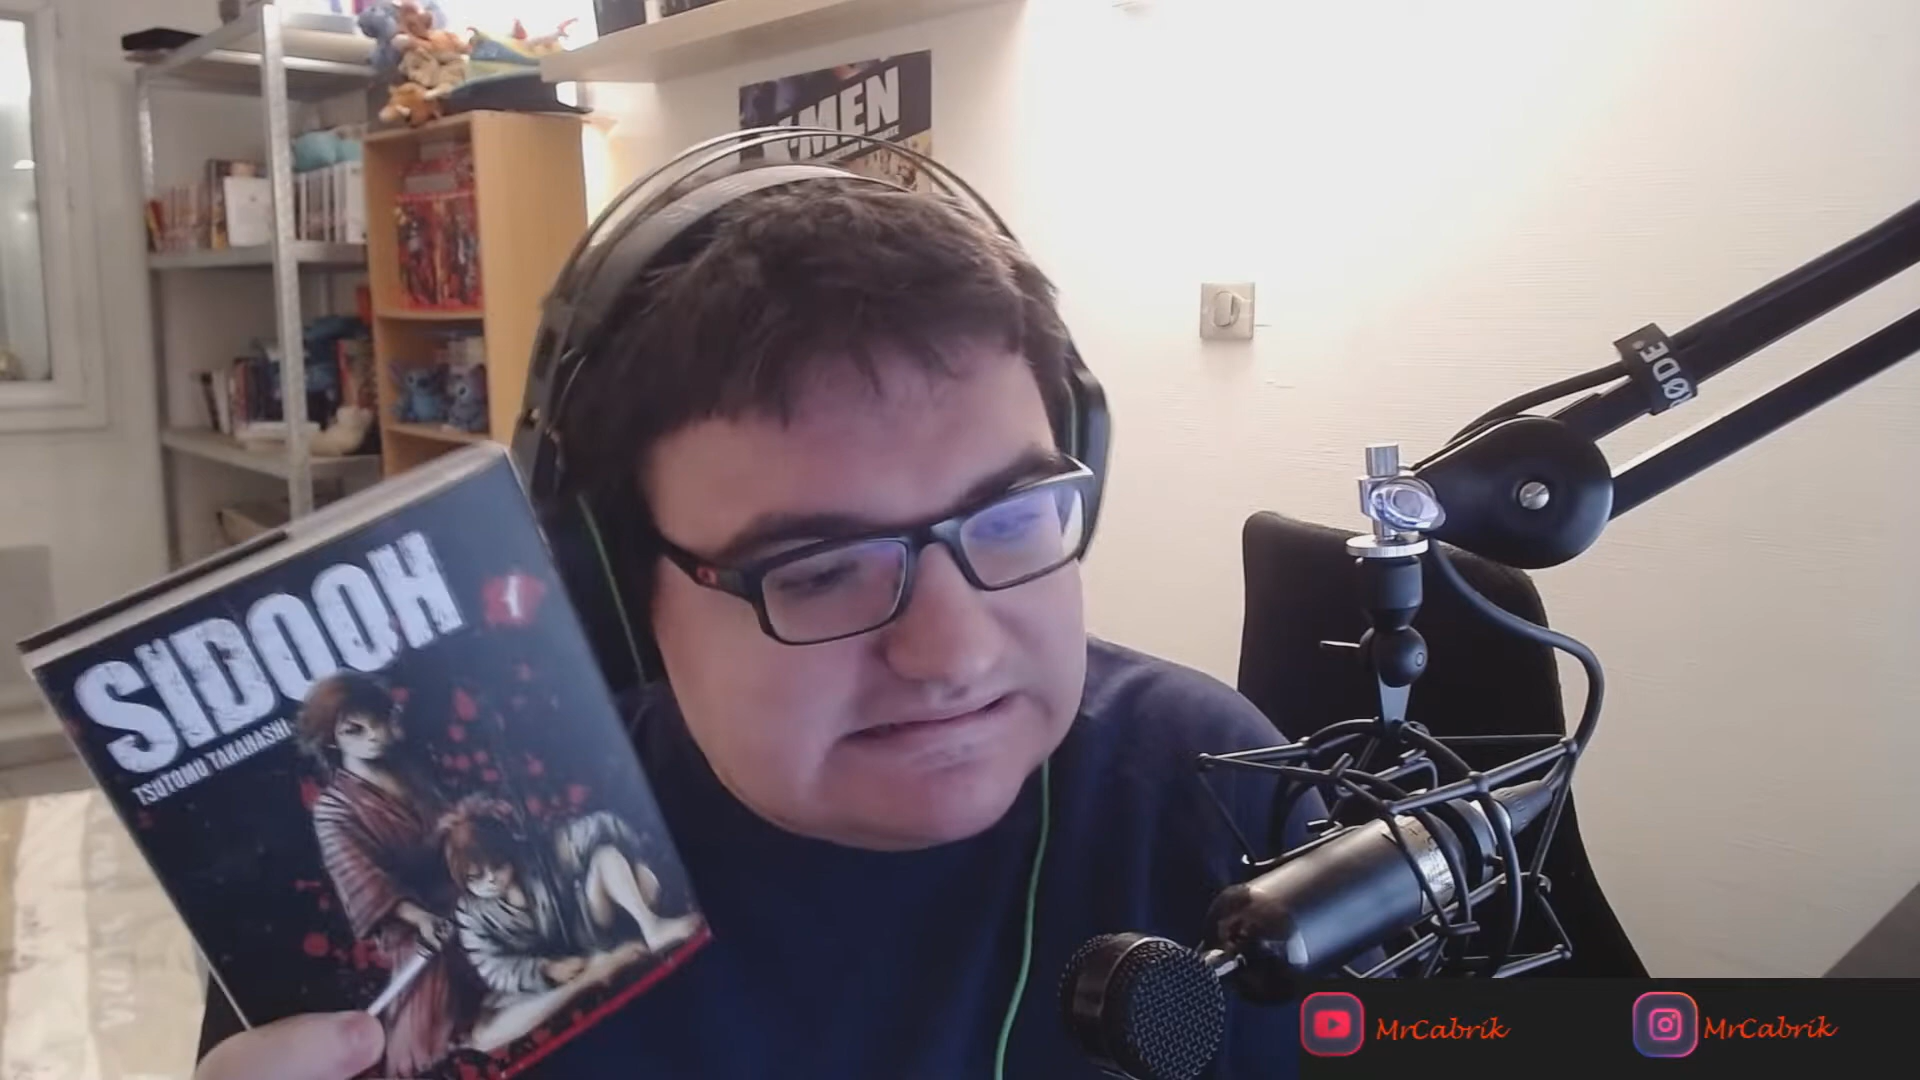 X-MEN
RØDE
SIDOOH
1
TSUTOMU TAKAHASHI
MrCabrik
MrCabrik